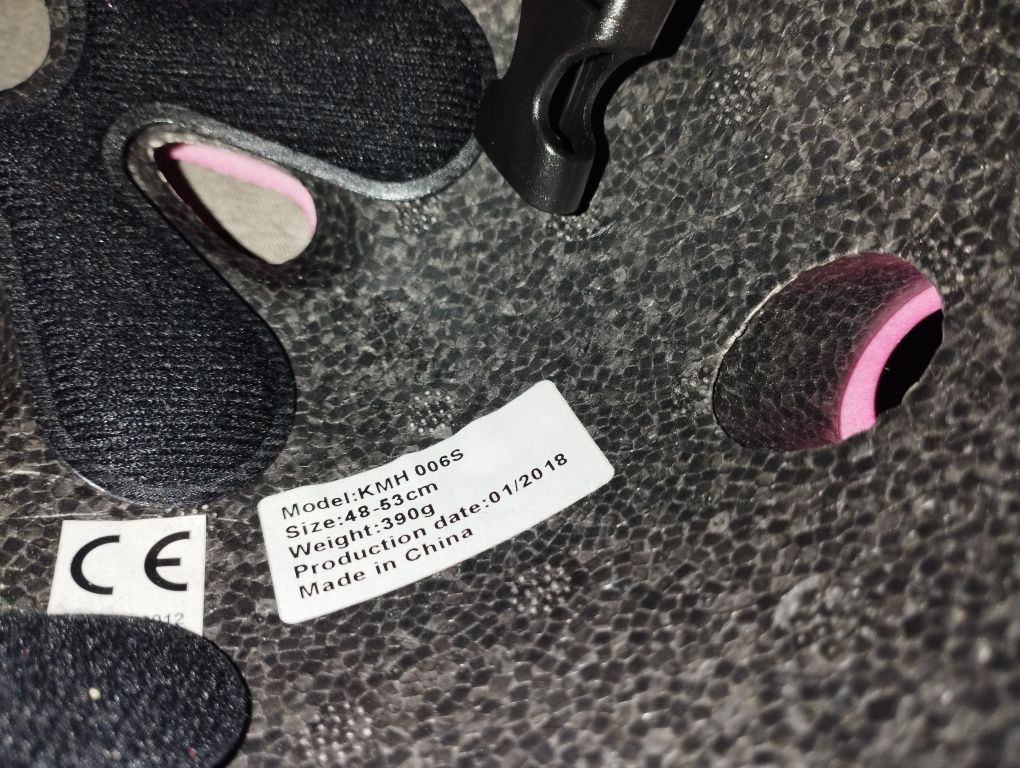 Model:KMH 006S
Size:48-53cm
Weight:390g
Production date:01/2018
Made in China
CE